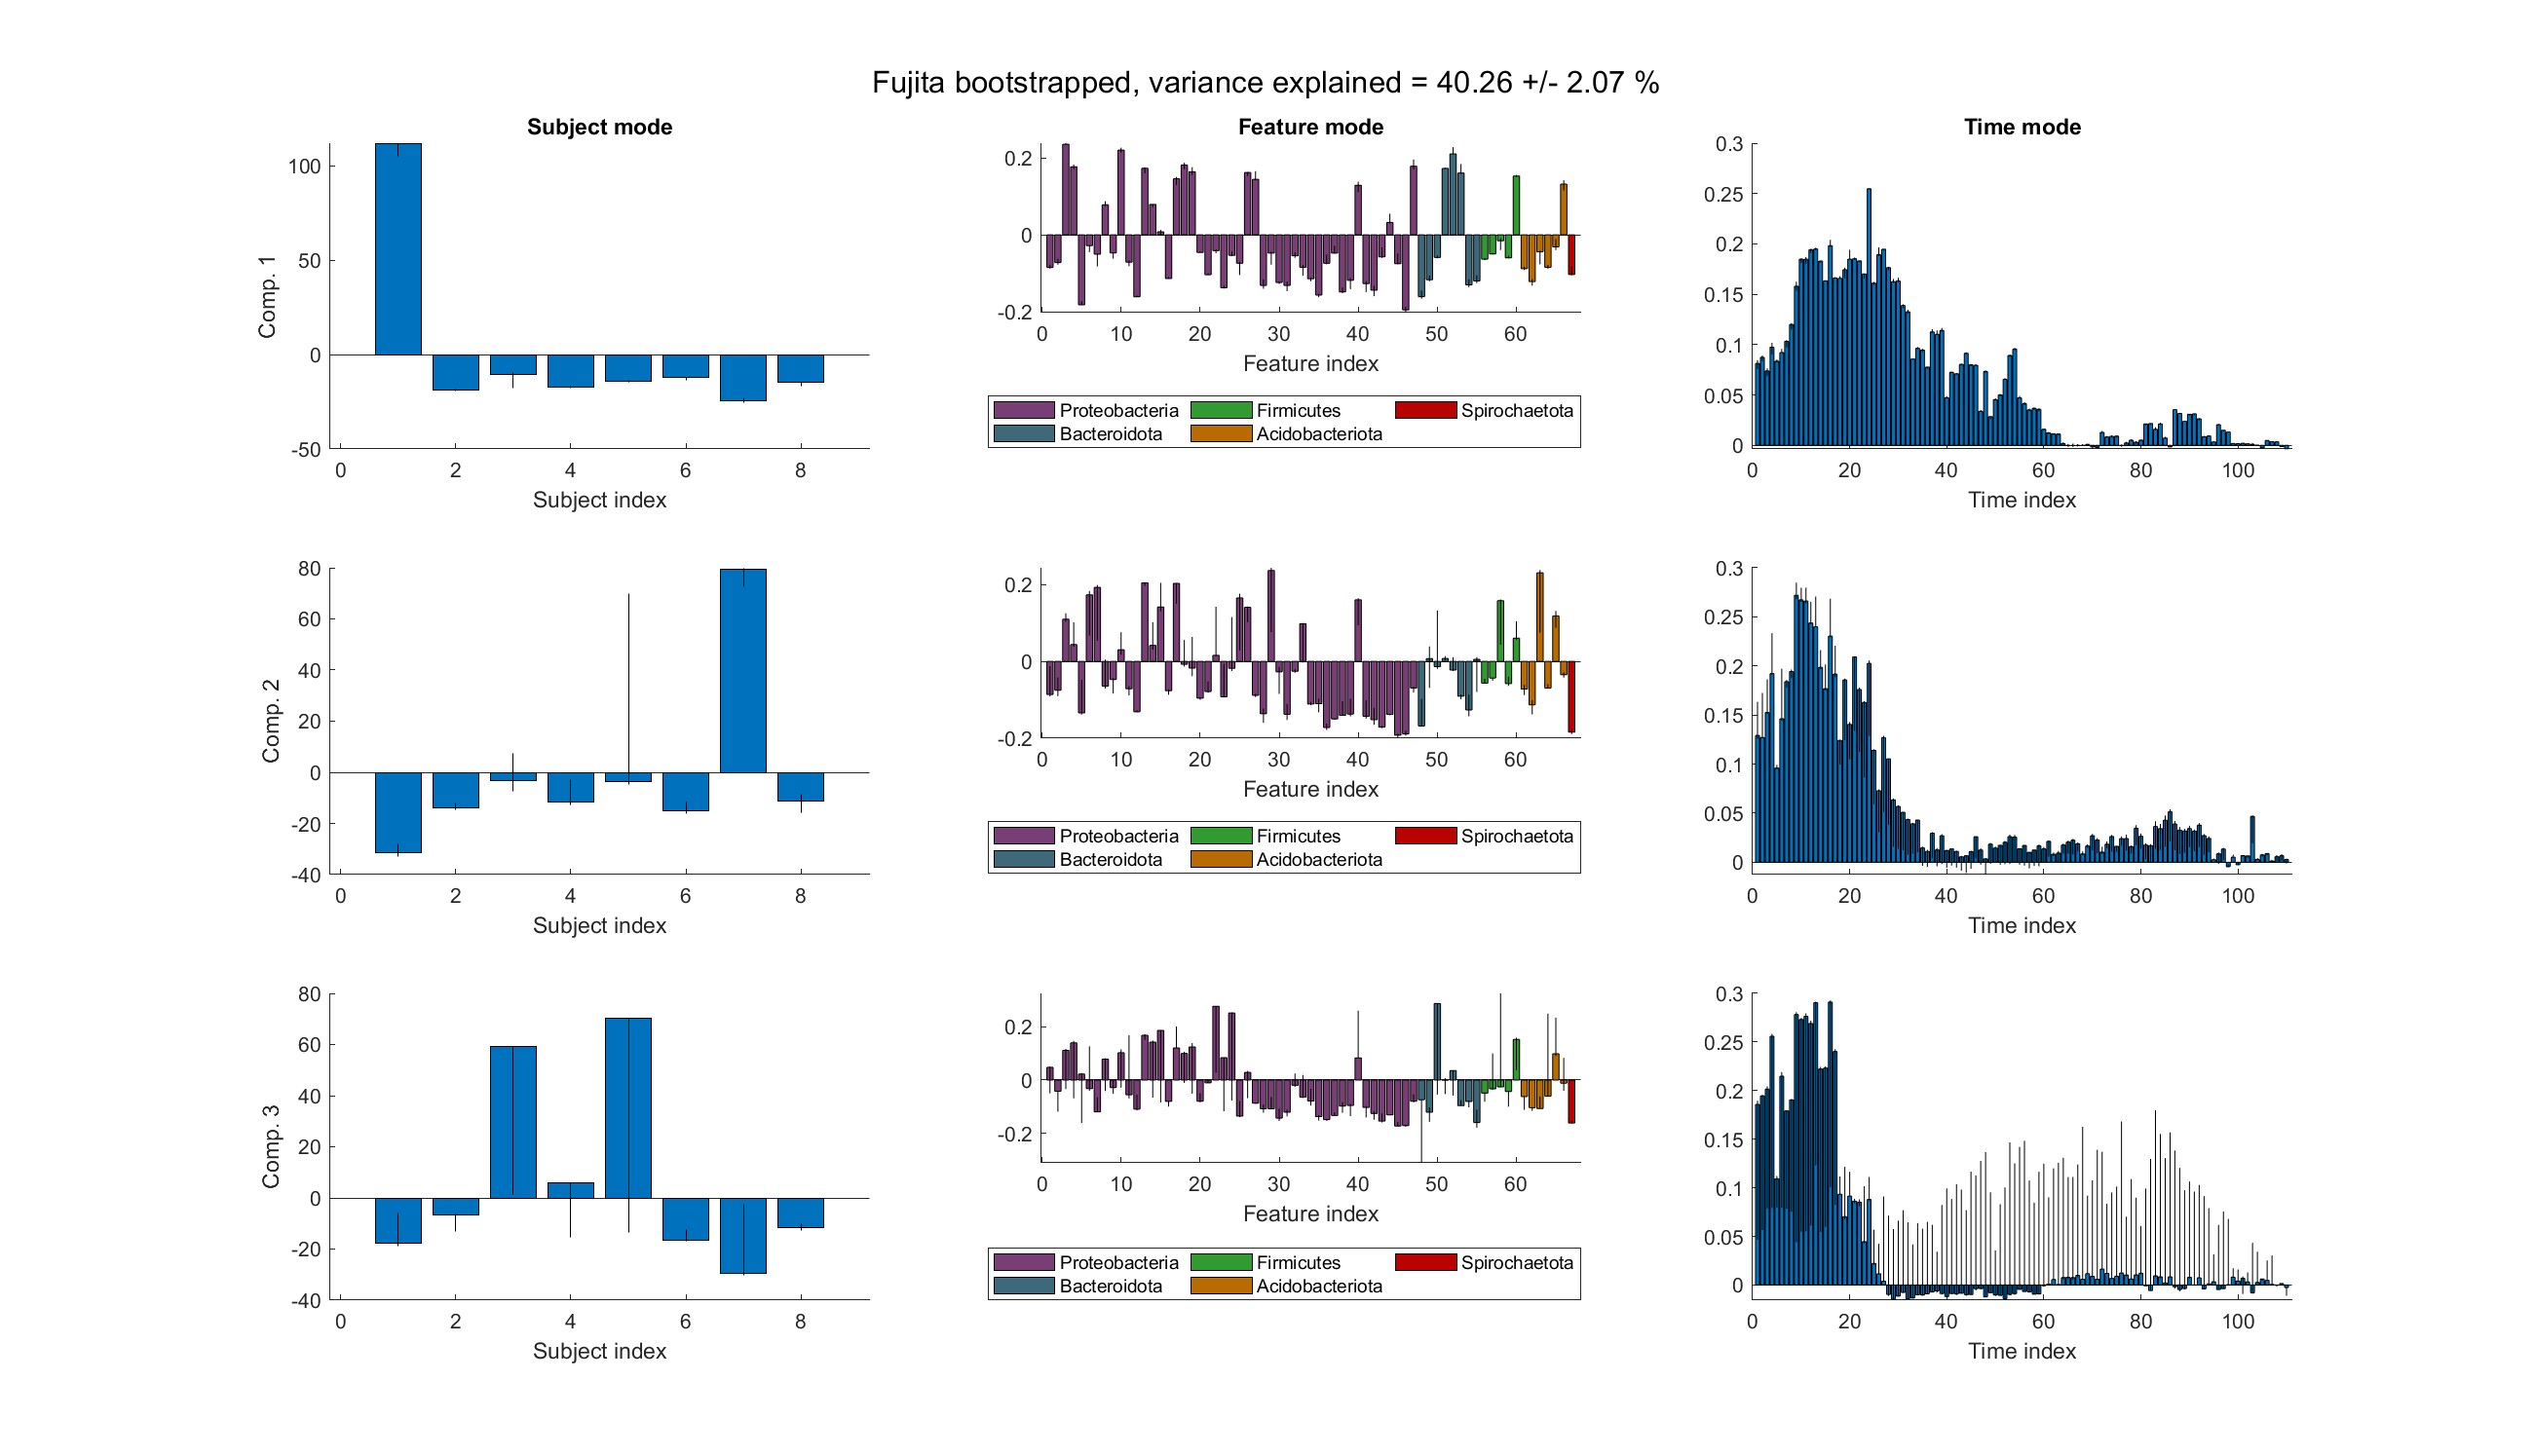 Fujita bootstrapped, variance explained = 40.26 +/- 2.07 %
Subject mode
Feature mode
Time mode
Comp. 1
100
50
0
-50
0 2 4 6 8
Subject index
0.2
0
-0.2
0 10 20 30 40 50 60
Feature index
Proteobacteria Firmicutes Spirochaetota
Bacteroidota Acidobacteriota
0.3
0.25
0.2
0.15
0.1
0.05
0
0 20 40 60 80 100
Time index
Comp. 2
80
60
40
20
0
-20
-40
0 2 4 6 8
Subject index
0.2
0
-0.2
0 10 20 30 40 50 60
Feature index
Proteobacteria Firmicutes Spirochaetota
Bacteroidota Acidobacteriota
0.3
0.25
0.2
0.15
0.1
0.05
0
0 20 40 60 80 100
Time index
Comp. 3
80
60
40
20
0
-20
-40
0 2 4 6 8
Subject index
0.2
0
-0.2
0 10 20 30 40 50 60
Feature index
Proteobacteria Firmicutes Spirochaetota
Bacteroidota Acidobacteriota
0.3
0.25
0.2
0.15
0.1
0.05
0
0 20 40 60 80 100
Time index